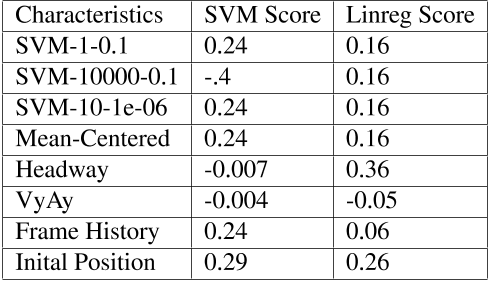 Characteristics SVM Score Linreg Score
SVM-1-0.1 0.24 0.16
SVM-10000-0.1 -.4 0.16
SVM-10-1e-06 0.24 0.16
Mean-Centered 0.24 0.16
Headway -0.007 0.36
VyAy -0.004 -0.05
Frame History 0.24 0.06
Inital Position 0.29 0.26